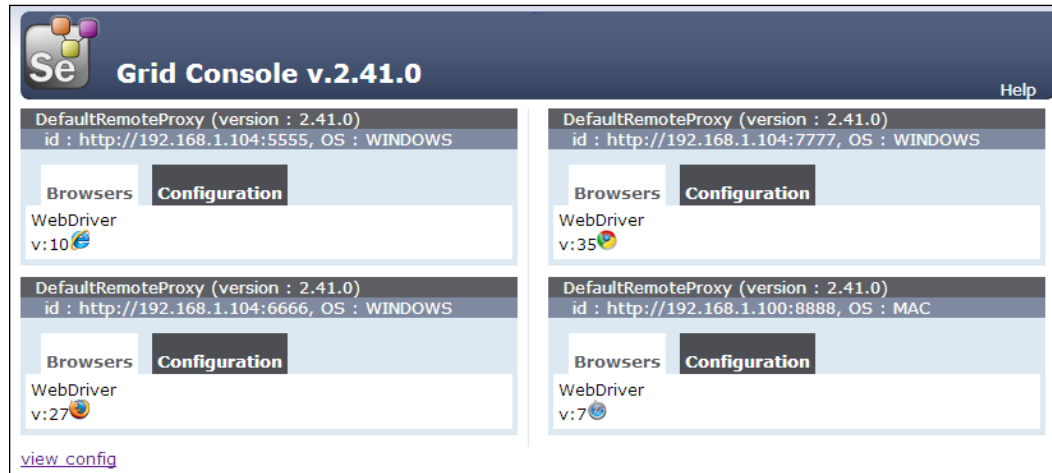 Se
Grid Console v.2.41.0
Help
DefaultRemoteProxy (version : 2.41.0)
id : http://192.168.1.104:5555, OS : WINDOWS
Browsers Configuration
WebDriver
v:10
DefaultRemoteProxy (version : 2.41.0)
id : http://192.168.1.104:6666, OS : WINDOWS
Browsers Configuration
WebDriver
v:27
DefaultRemoteProxy (version : 2.41.0)
id : http://192.168.1.104:7777, OS : WINDOWS
Browsers Configuration
WebDriver
v:35
DefaultRemoteProxy (version : 2.41.0)
id : http://192.168.1.100:8888, OS : MAC
Browsers Configuration
WebDriver
v:7
view config